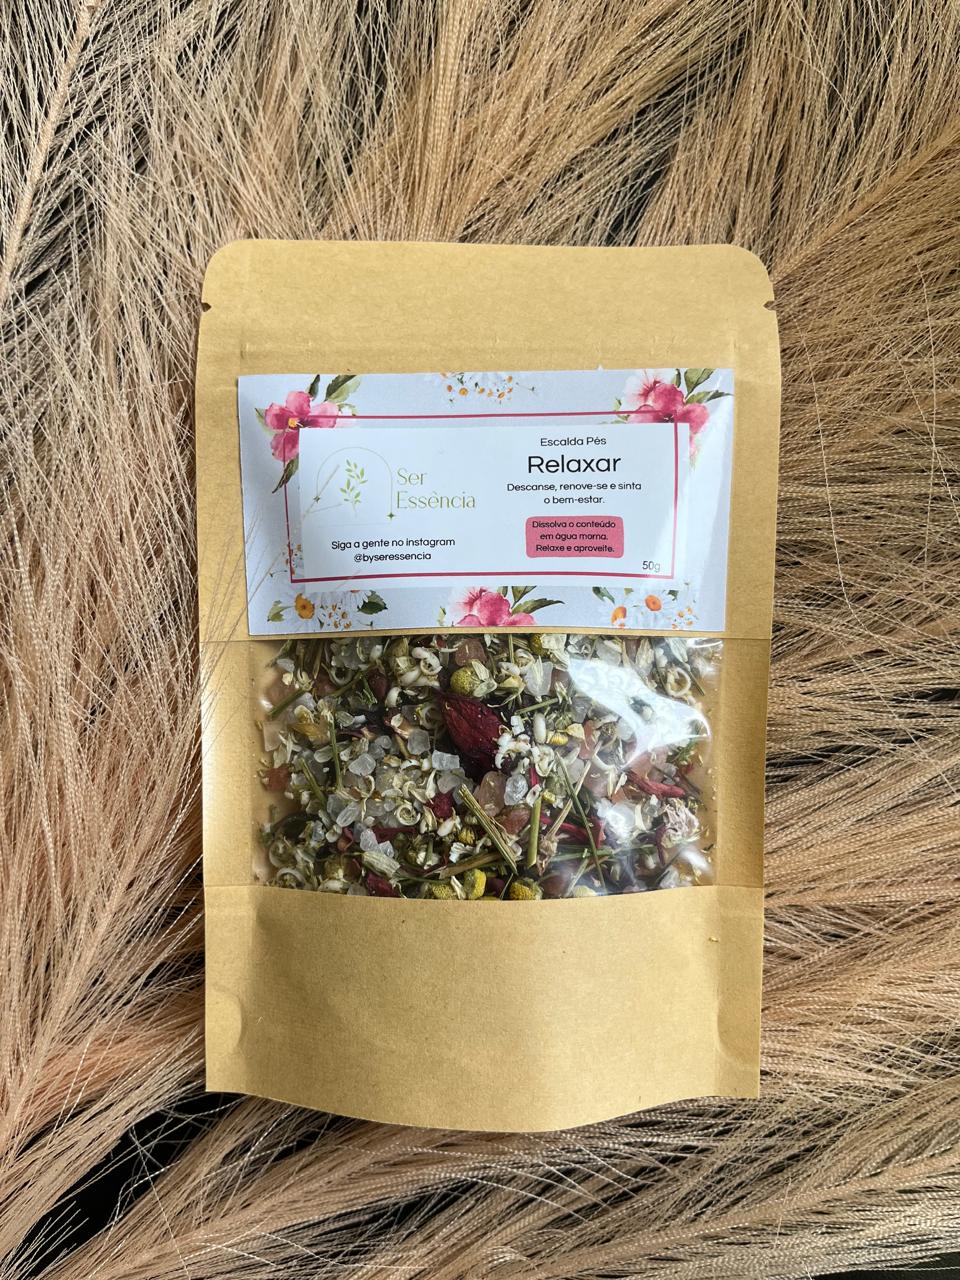 Ser
Essência
Siga a gente no instagram
@byseressencia
Escalda Pés
Relaxar
Descanse, renove-se e sinta
o bem-estar.
Dissolva o conteúdo
em água morna.
Relaxe e aproveite.
50g